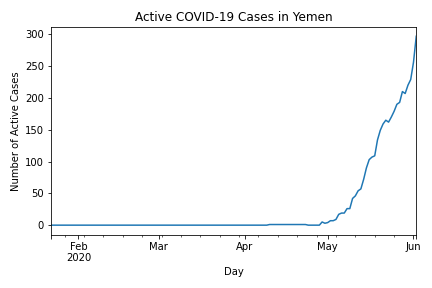 Active COVID-19 Cases in Yemen
Number of Active Cases
300
250
200
150
100
50
0
Feb Mar Apr May Jun
2020
Day